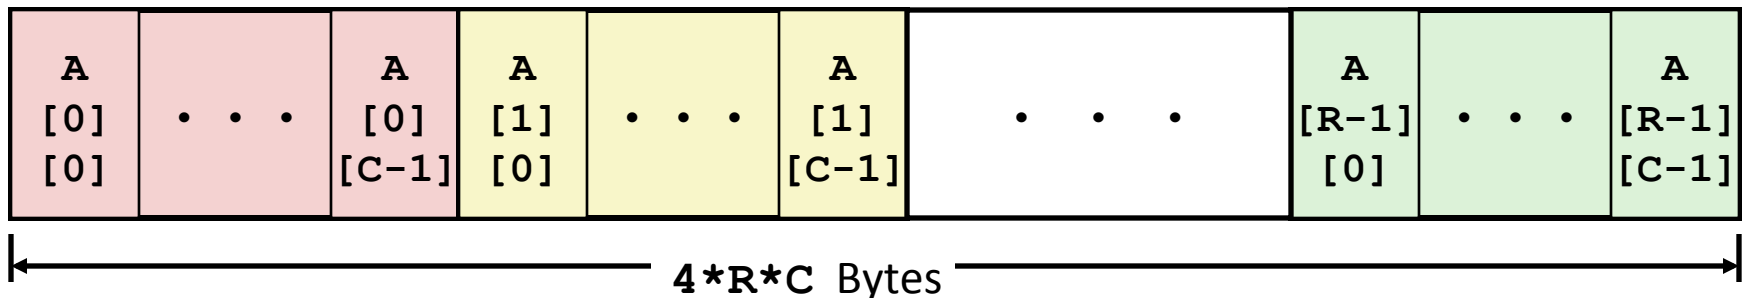 A
[0]
[0]
· · ·
A
[0]
[C-1]
A
[1]
[0]
· · ·
A
[1]
[C-1]
· · ·
A
[R-1]
[0]
· · ·
A
[R-1]
[C-1]
4*R*C Bytes